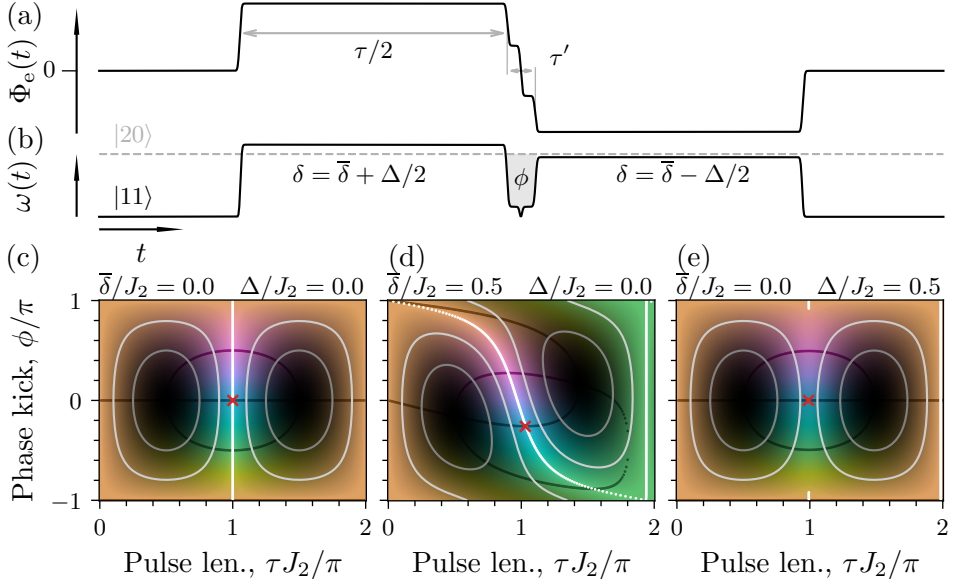 (a)
Φe(t)
0
τ/2
τ′
(b)
ω(t)
|20⟩
|11⟩
δ = δ̅ + Δ/2
ϕ
δ = δ̅ − Δ/2
t
(c)
(d)
(e)
δ̅/J2 = 0.0 Δ/J2 = 0.0
δ̅/J2 = 0.5 Δ/J2 = 0.0
δ̅/J2 = 0.0 Δ/J2 = 0.5
Phase kick, ϕ/π
1
0
−1
0 1 2
0 1 2
0 1 2
Pulse len., τJ2/π
Pulse len., τJ2/π
Pulse len., τJ2/π